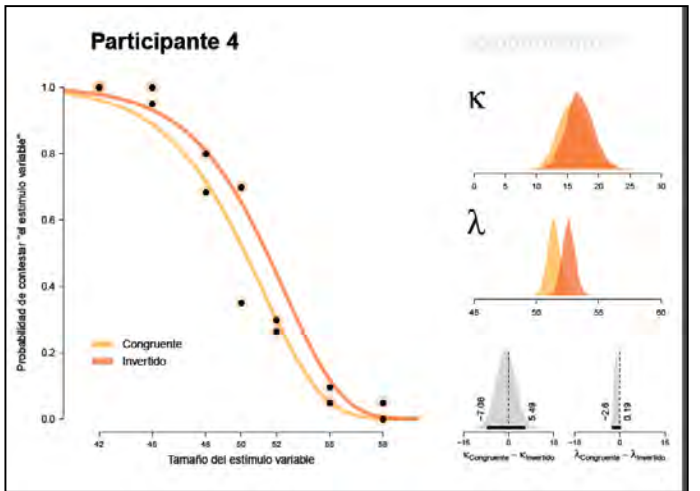 Participante 4
Probabilidad de contestar "el estímulo variable"
1.0
0.8
0.6
0.4
0.2
0.0
Congruente
Invertido
42
45
48
50
52
55
58
Tamaño del estímulo variable
κ
0 5 10 15 20 25 30
λ
45 50 55 60
−7.06
5.49
−15 0 15
κCongruente − κInvertido
−2.6
0.19
−15 0 15
λCongruente − λInvertido